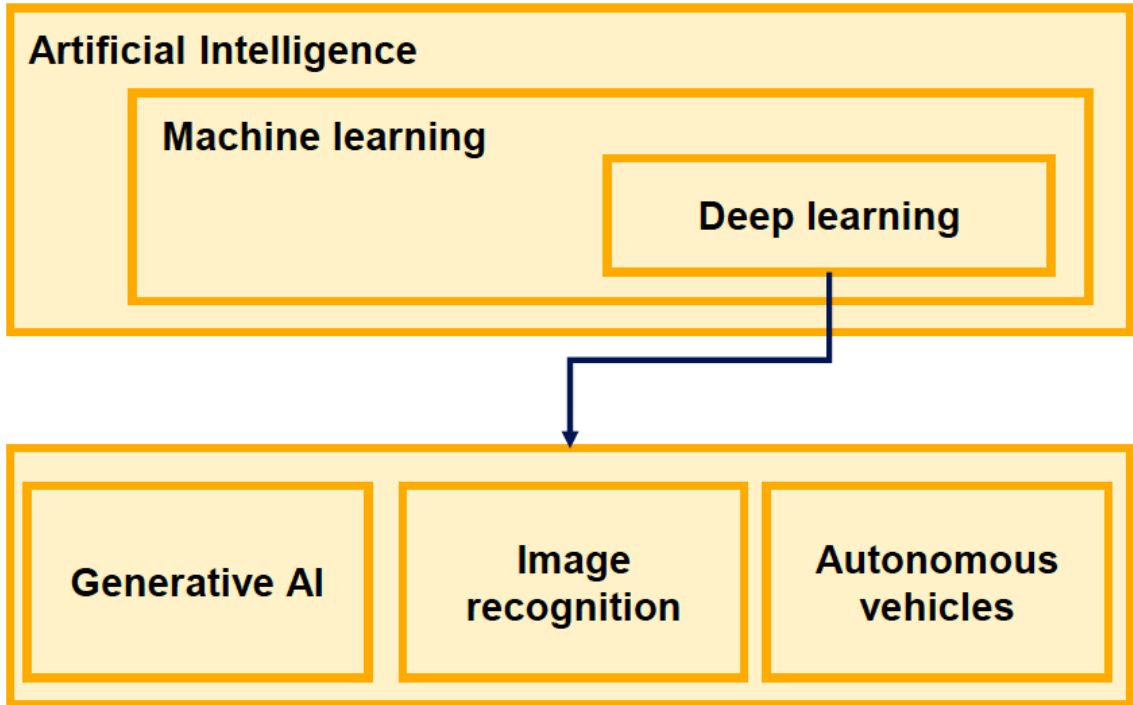 Artificial Intelligence
Machine learning
Deep learning
Generative AI
Image
recognition
Autonomous
vehicles